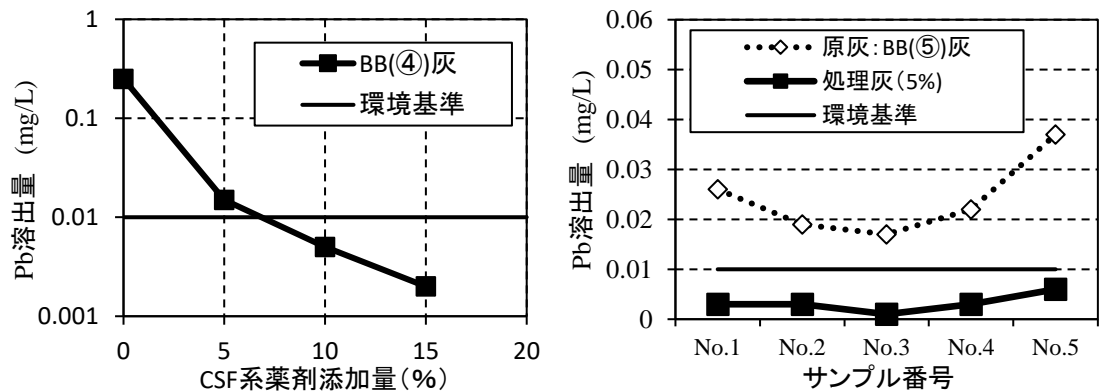 Pb溶出量 (mg/L)
1
0.1
0.01
0.001
BB(④)灰
環境基準
0 5 10 15 20
CSF系薬剤添加量(%)
Pb溶出量 (mg/L)
0.06
0.05
0.04
0.03
0.02
0.01
0
原灰:BB(⑤)灰
処理灰(5%)
環境基準
No.1 No.2 No.3 No.4 No.5
サンプル番号